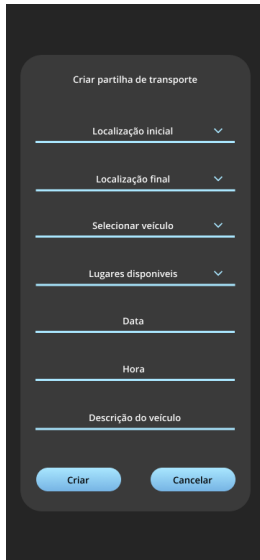 Criar partilha de transporte
Localização inicial
Localização final
Selecionar veículo
Lugares disponíveis
Data
Hora
Descrição do veículo
Criar
Cancelar